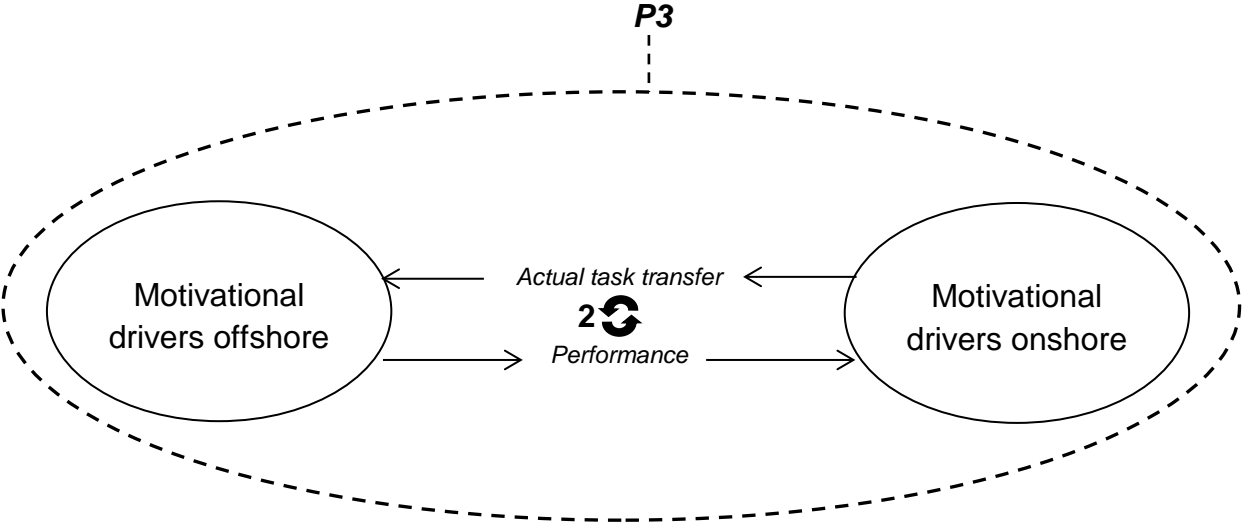 P3
Motivational
drivers offshore
Actual task transfer
2
Performance
Motivational
drivers onshore